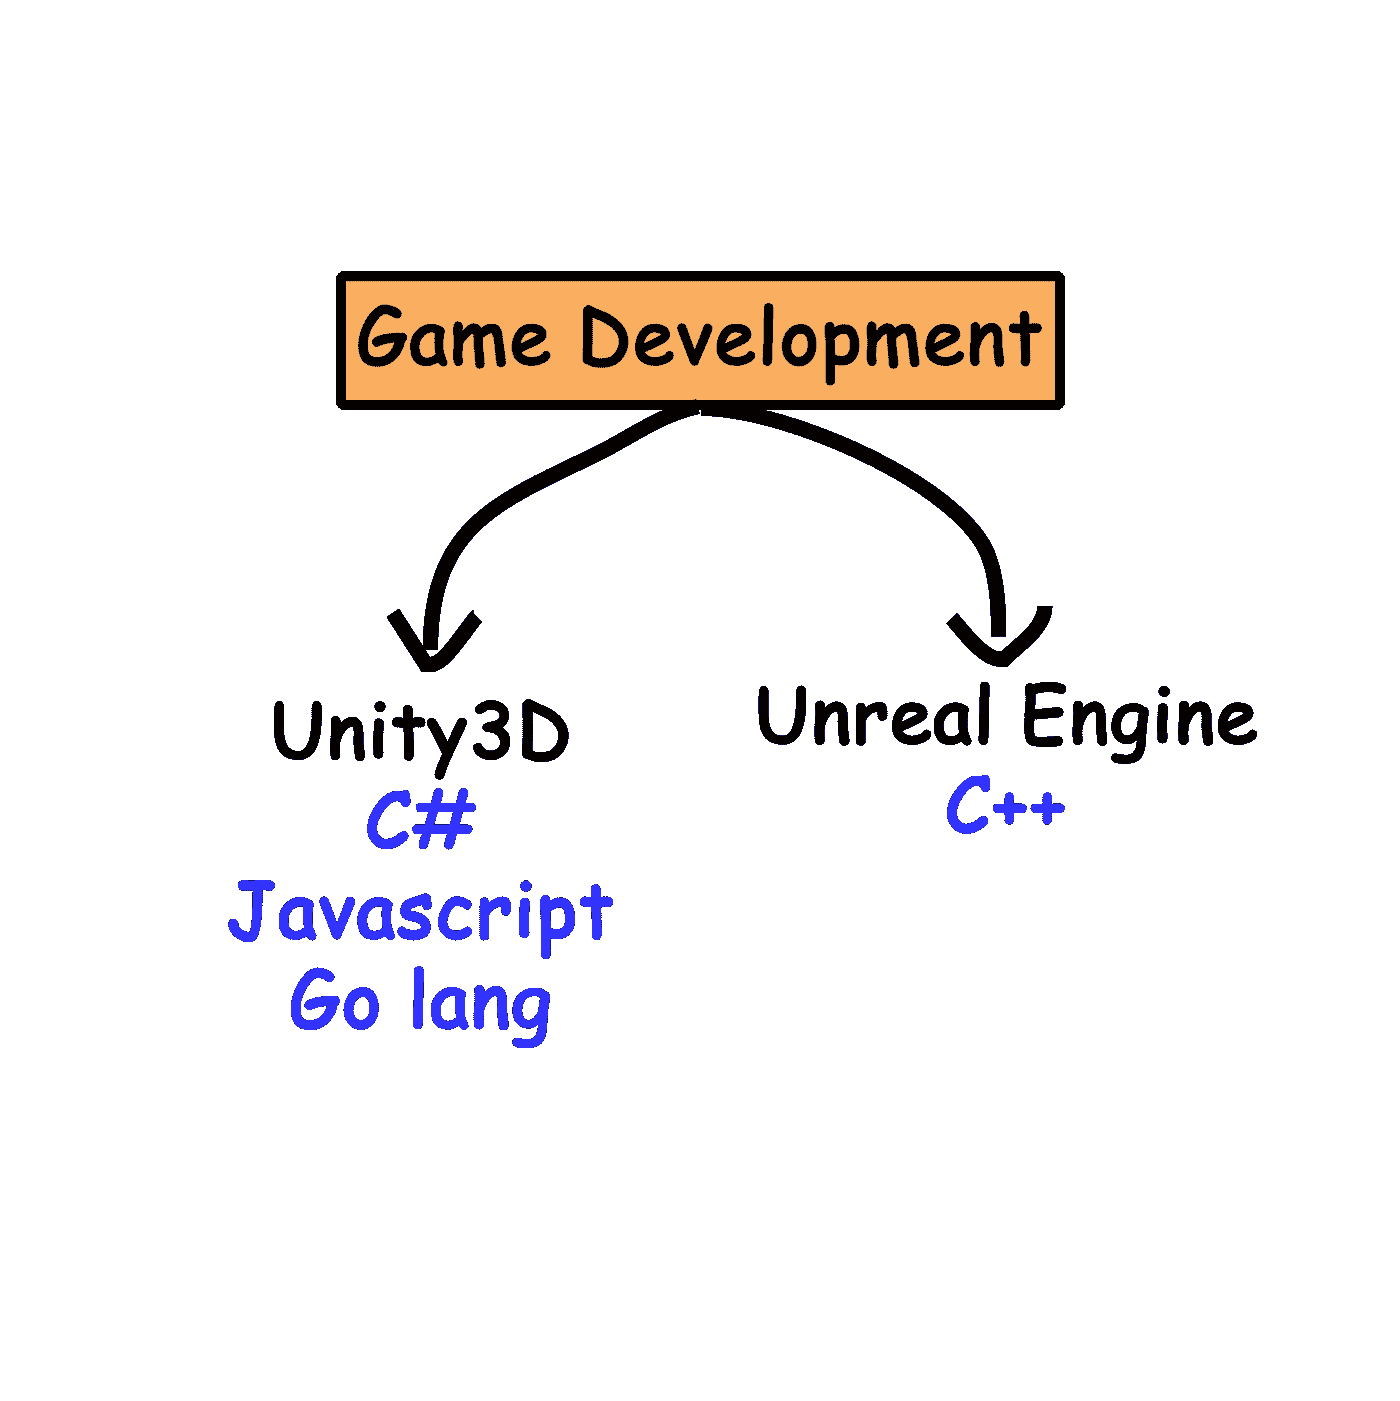 Game Development
Unity3D
C#
Javascript
Go lang
Unreal Engine
C++